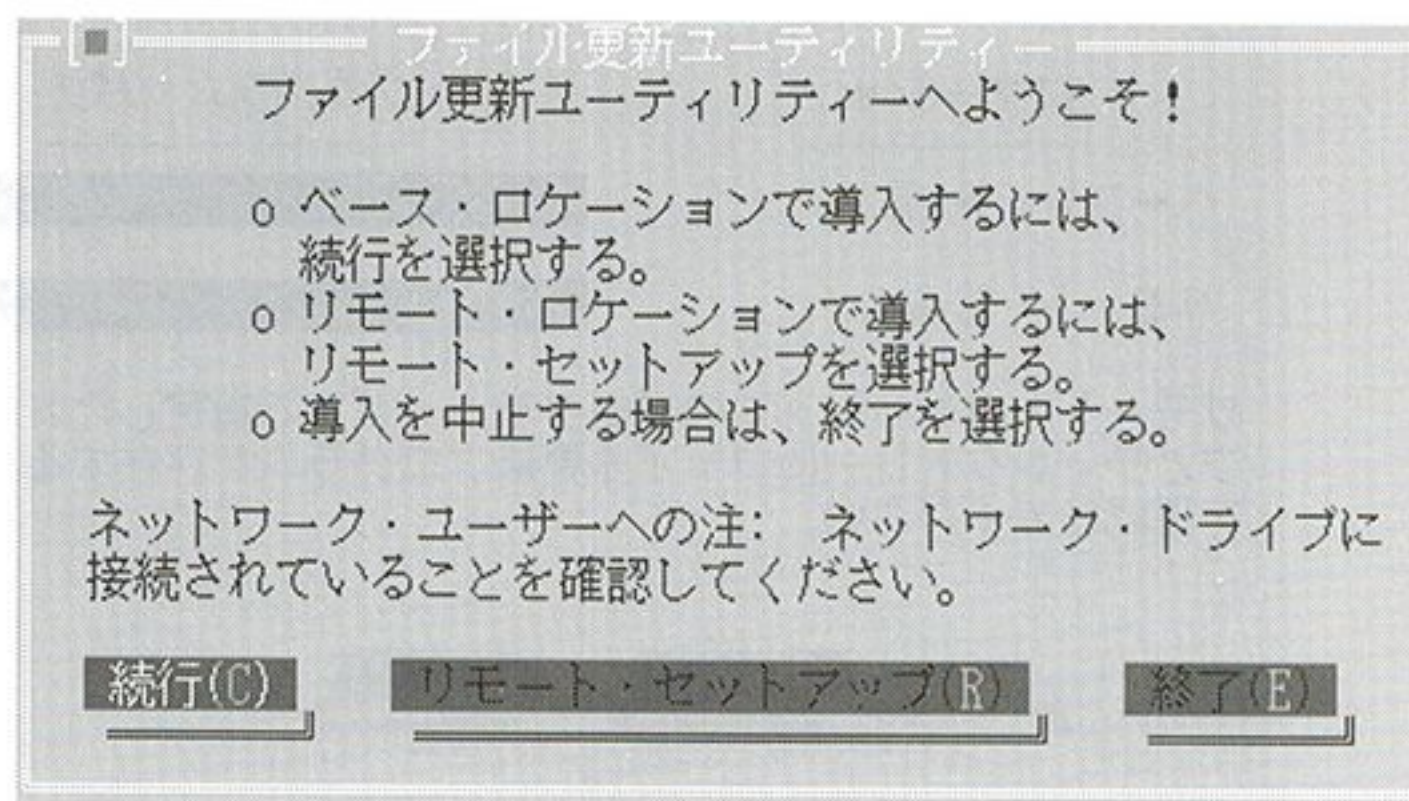 ファイル更新ユーティリティー
ファイル更新ユーティリティーへようこそ!
o ベース・ロケーションで導入するには、
続行を選択する。
o リモート・ロケーションで導入するには、
リモート・セットアップを選択する。
o 導入を中止する場合は、終了を選択する。
ネットワーク・ユーザーへの注: ネットワーク・ドライブに
接続されていることを確認してください。
続行(C) リモート・セットアップ(R) 終了(E)